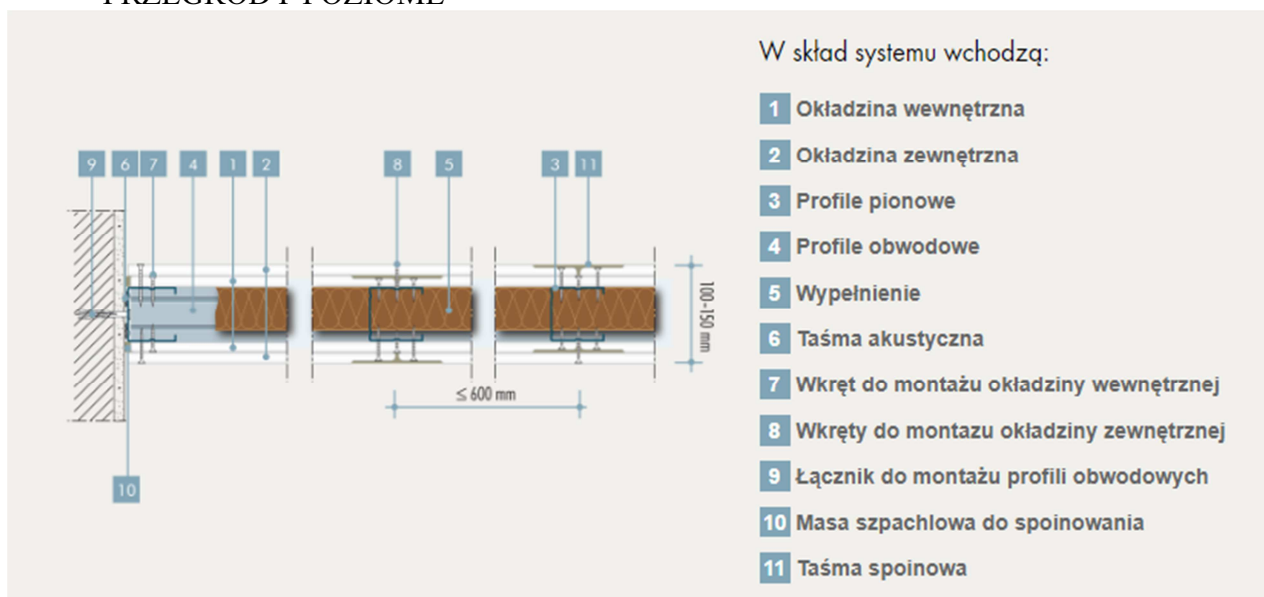 PRZEGRODY POZIOME
W skład systemu wchodzą:
1 Okładzina wewnętrzna
2 Okładzina zewnętrzna
3 Profile pionowe
4 Profile obwodowe
5 Wypełnienie
6 Taśma akustyczna
7 Wkręt do montażu okładziny wewnętrznej
8 Wkręty do montazu okładziny zewnętrznej
9 Łącznik do montażu profili obwodowych
10 Masa szpachlowa do spoinowania
11 Taśma spoinowa
9 6 7 4 1 2 8 5 3 11
100-150 mm
≤ 600 mm
10